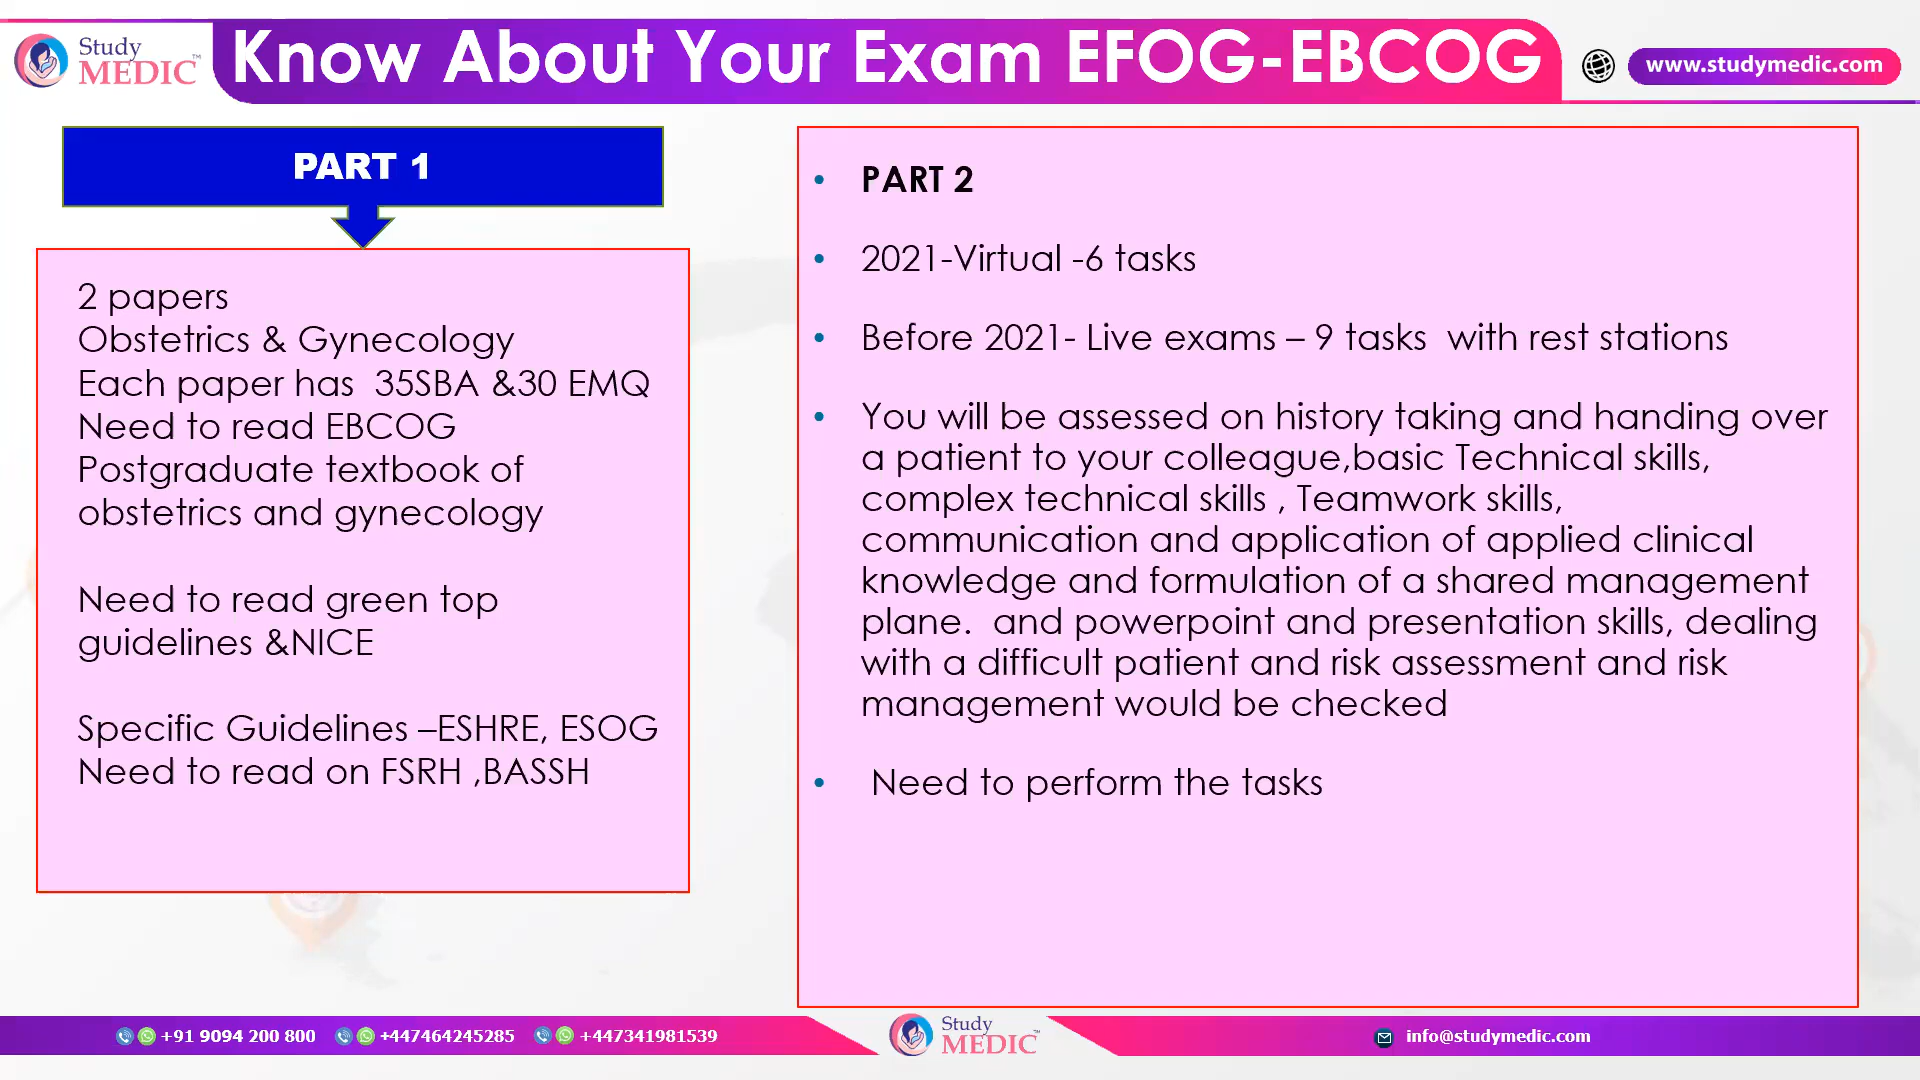 Study
MEDIC™
Know About Your Exam EFOG-EBCOG
www.studymedic.com
PART 1
2 papers
Obstetrics & Gynecology
Each paper has  35SBA &30 EMQ
Need to read EBCOG
Postgraduate textbook of
obstetrics and gynecology
Need to read green top
guidelines &NICE
Specific Guidelines –ESHRE, ESOG
Need to read on FSRH ,BASSH
• PART 2
• 2021-Virtual -6 tasks
• Before 2021- Live exams – 9 tasks  with rest stations
• You will be assessed on history taking and handing over
a patient to your colleague,basic Technical skills,
complex technical skills , Teamwork skills,
communication and application of applied clinical
knowledge and formulation of a shared management
plane.  and powerpoint and presentation skills, dealing
with a difficult patient and risk assessment and risk
management would be checked
• Need to perform the tasks
+91 9094 200 800
+447464245285
+447341981539
Study
MEDIC™
info@studymedic.com